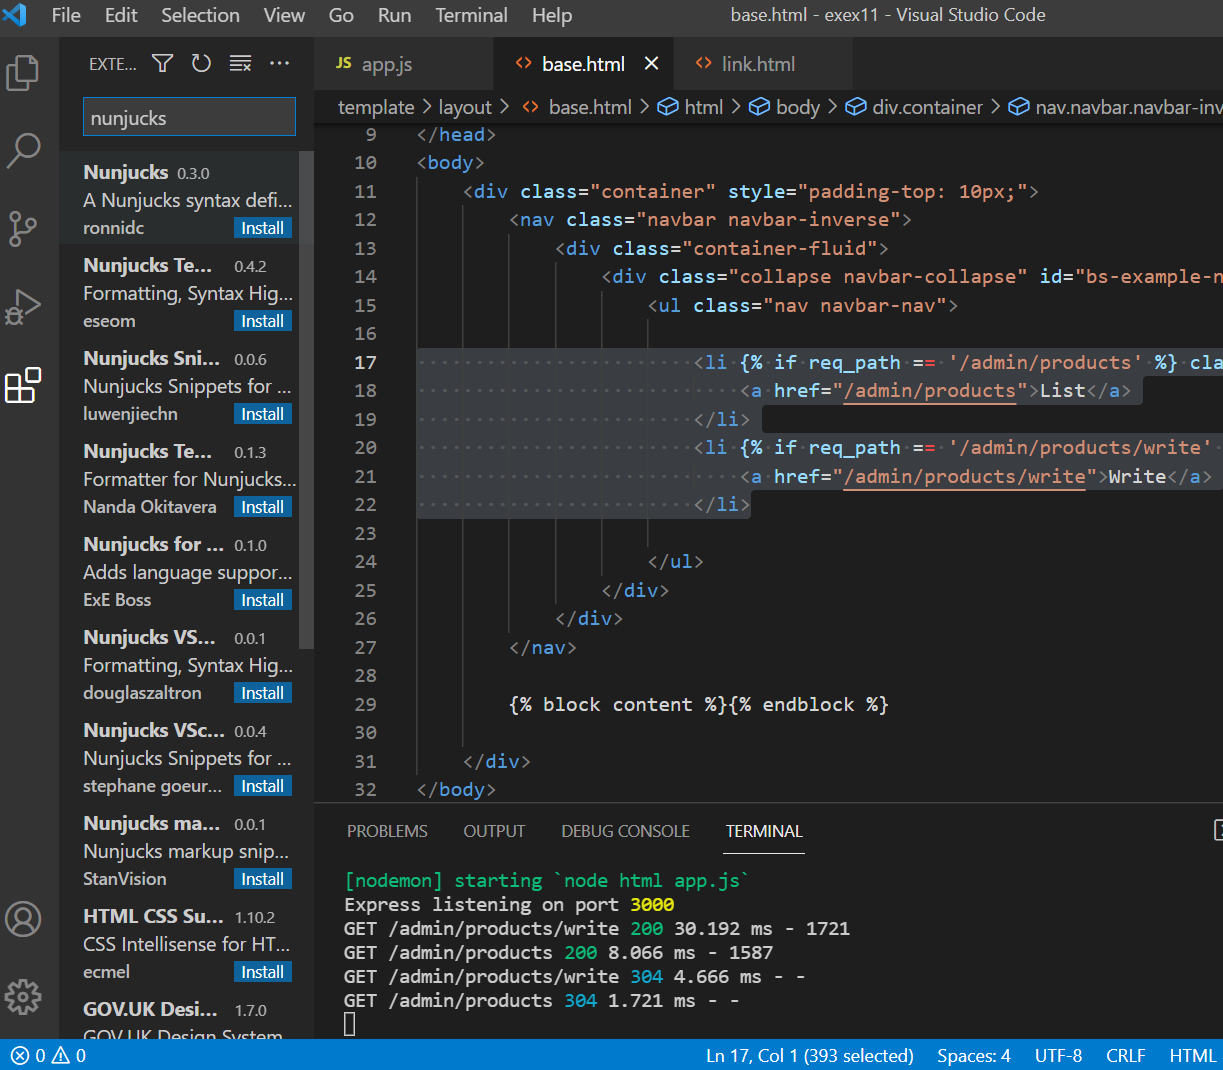 File Edit Selection View Go Run Terminal Help base.html - exex11 - Visual Studio Code
EXTE...
nunjucks
Nunjucks 0.3.0
A Nunjucks syntax defi...
ronnidc Install
Nunjucks Te... 0.4.2
Formatting, Syntax Hig...
eseom Install
Nunjucks Sni... 0.0.6
Nunjucks Snippets for ...
luwenjiechn Install
Nunjucks Te... 0.1.3
Formatter for Nunjucks...
Nanda Okitavera Install
Nunjucks for ... 0.1.0
Adds language suppor...
ExE Boss Install
Nunjucks VS... 0.0.1
Formatting, Syntax Hig...
douglaszaltron Install
Nunjucks VSc... 0.0.4
Nunjucks Snippets for ...
stephane goeur... Install
Nunjucks ma... 0.0.1
Nunjucks markup snip...
StanVision Install
HTML CSS Su... 1.10.2
CSS Intellisense for HT...
ecmel Install
GOV.UK Desi... 1.7.0
GOV.UK Design System
JS app.js <> base.html × <> link.html
template > layout > <> base.html > html > body > div.container > nav.navbar.navbar-inv
9 </head>
10 <body>
11 <div class="container" style="padding-top: 10px;">
12 <nav class="navbar navbar-inverse">
13 <div class="container-fluid">
14 <div class="collapse navbar-collapse" id="bs-example-n
15 <ul class="nav navbar-nav">
16
17 <li {% if req_path == '/admin/products' %} cla
18 <a href="/admin/products">List</a>
19 </li>
20 <li {% if req_path == '/admin/products/write'
21 <a href="/admin/products/write">Write</a>
22 </li>
23
24 </ul>
25 </div>
26 </div>
27 </nav>
28
29 {% block content %}{% endblock %}
30
31 </div>
32 </body>
PROBLEMS OUTPUT DEBUG CONSOLE TERMINAL
[nodemon] starting `node html app.js`
Express listening on port 3000
GET /admin/products/write 200 30.192 ms - 1721
GET /admin/products 200 8.066 ms - 1587
GET /admin/products/write 304 4.666 ms - -
GET /admin/products 304 1.721 ms - -
0 0 Ln 17, Col 1 (393 selected) Spaces: 4 UTF-8 CRLF HTML